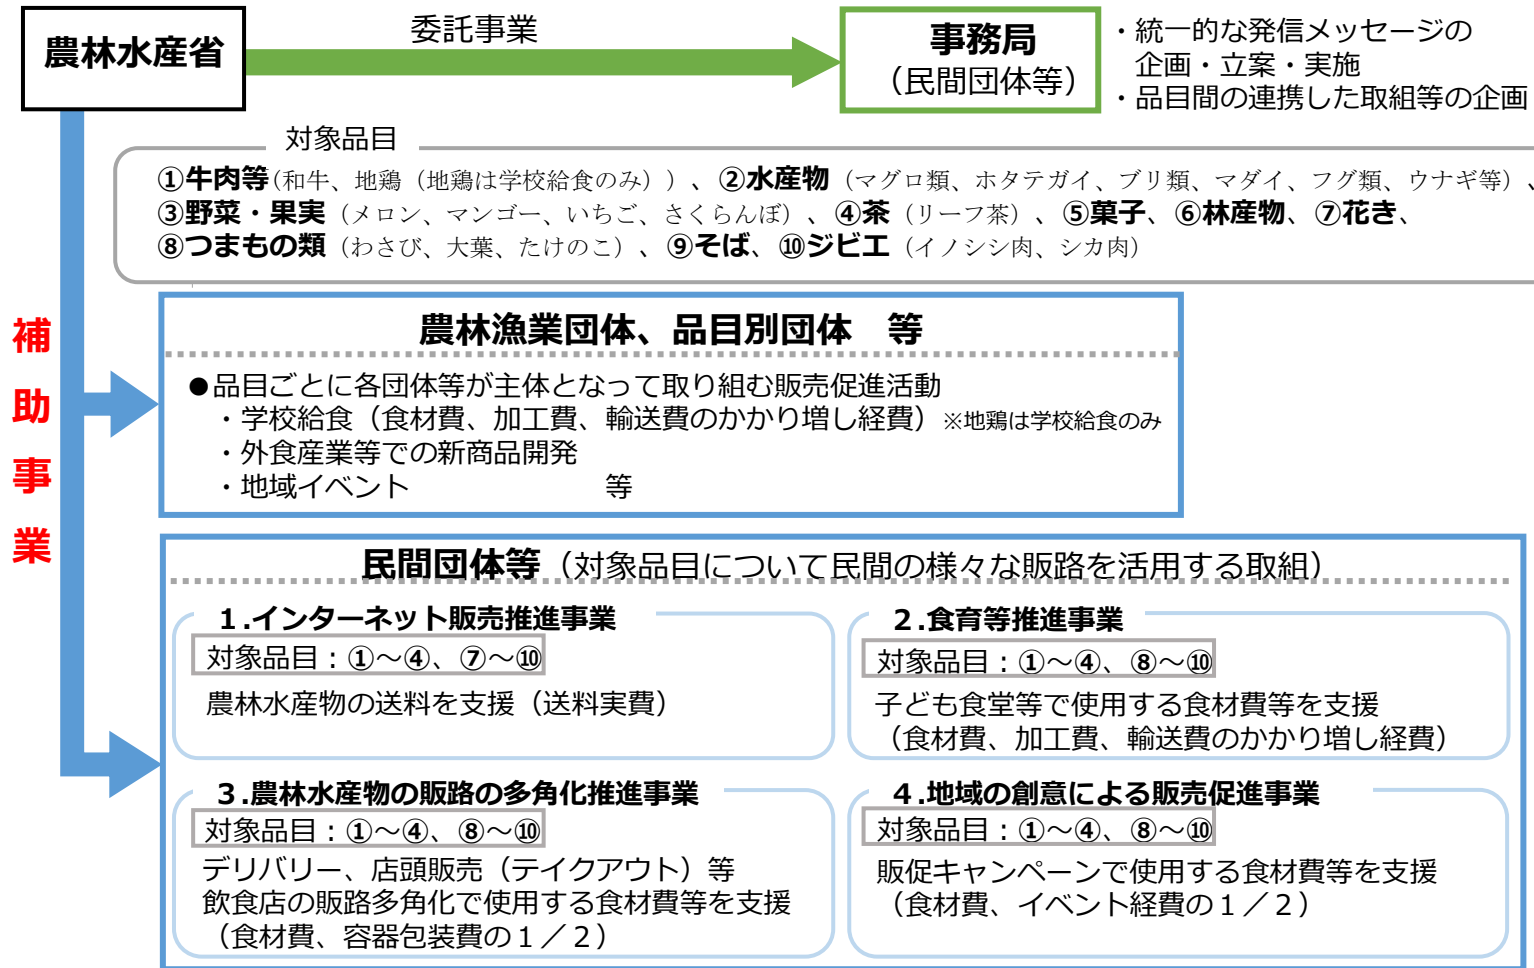 農林水産省
委託事業
事務局
（民間団体等）
・統一的な発信メッセージの
企画・立案・実施
・品目間の連携した取組等の企画
対象品目
①牛肉等（和牛、地鶏（地鶏は学校給食のみ））、②水産物（マグロ類、ホタテガイ、ブリ類、マダイ、フグ類、ウナギ等）、
③野菜・果実（メロン、マンゴー、いちご、さくらんぼ）、④茶（リーフ茶）、⑤菓子、⑥林産物、⑦花き、
⑧つまもの類（わさび、大葉、たけのこ）、⑨そば、⑩ジビエ（イノシシ肉、シカ肉）
補助事業
農林漁業団体、品目別団体　等
●品目ごとに各団体等が主体となって取り組む販売促進活動
・学校給食（食材費、加工費、輸送費のかかり増し経費）※地鶏は学校給食のみ
・外食産業等での新商品開発
・地域イベント　　　　　　　　等
民間団体等（対象品目について民間の様々な販路を活用する取組）
１.インターネット販売推進事業
対象品目：①～④、⑦～⑩
農林水産物の送料を支援（送料実費）
２.食育等推進事業
対象品目：①～④、⑧～⑩
子ども食堂等で使用する食材費等を支援
（食材費、加工費、輸送費のかかり増し経費）
３.農林水産物の販路の多角化推進事業
対象品目：①～④、⑧～⑩
デリバリー、店頭販売（テイクアウト）等
飲食店の販路多角化で使用する食材費等を支援
（食材費、容器包装費の１／２）
４.地域の創意による販売促進事業
対象品目：①～④、⑧～⑩
販促キャンペーンで使用する食材費等を支援
（食材費、イベント経費の１／２）